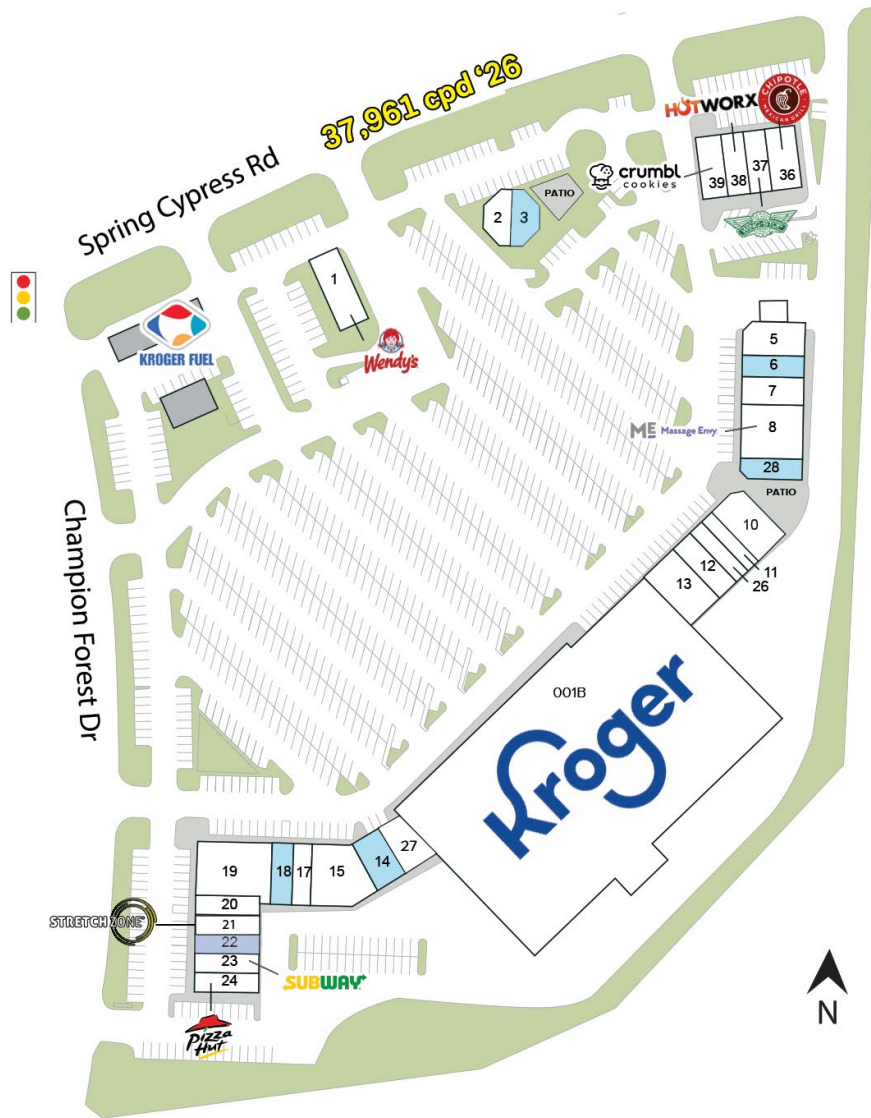 37,961 cpd ‘26
Spring Cypress Rd
HOTWORX
CHIPOTLE
MEXICAN GRILL
crumbl
cookies
39
38
37
36
WINGSTOP
PATIO
2
3
1
Wendy's
KROGER FUEL
5
6
7
8
ME Massage Envy
28
PATIO
10
11
26
12
13
Champion Forest Dr
001B
Kroger
27
14
15
17
18
19
20
21
22
23
24
STRETCH ZONE
SUBWAY
Pizza
Hut
N